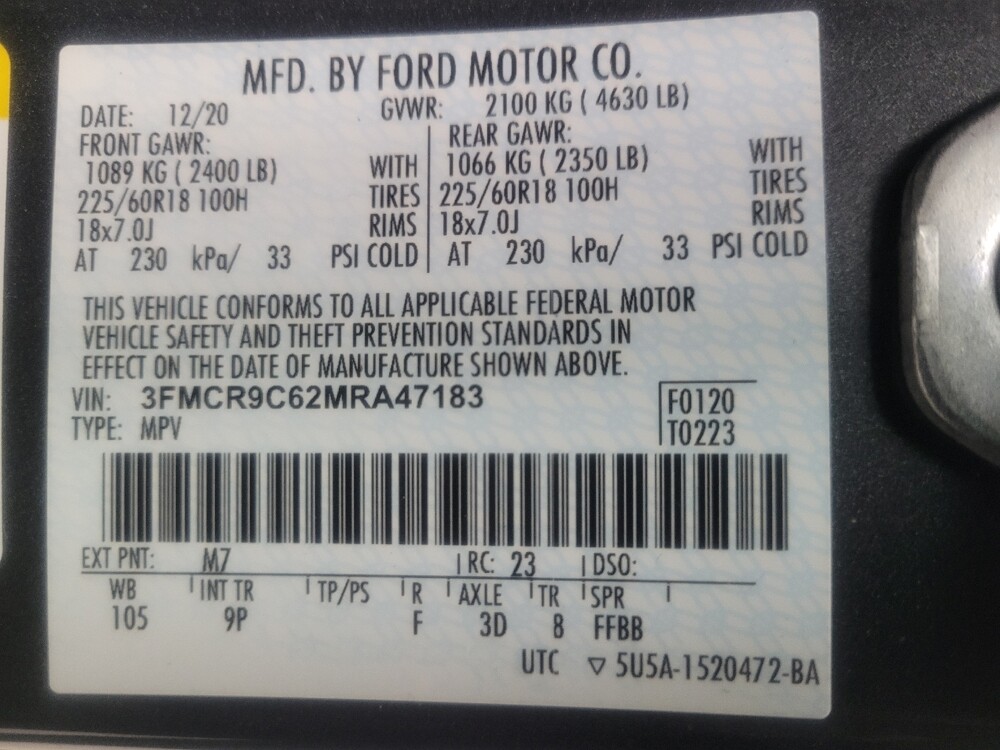 MFD. BY FORD MOTOR CO.
DATE: 12/20 GVWR: 2100 KG ( 4630 LB)
FRONT GAWR: REAR GAWR:
1089 KG ( 2400 LB) WITH 1066 KG ( 2350 LB) WITH
225/60R18 100H TIRES 225/60R18 100H TIRES
18x7.0J RIMS 18x7.0J RIMS
AT 230 kPa/ 33 PSI COLD AT 230 kPa/ 33 PSI COLD
THIS VEHICLE CONFORMS TO ALL APPLICABLE FEDERAL MOTOR
VEHICLE SAFETY AND THEFT PREVENTION STANDARDS IN
EFFECT ON THE DATE OF MANUFACTURE SHOWN ABOVE.
VIN: 3FMCR9C62MRA47183 F0120
TYPE: MPV T0223
EXT PNT: M7 RC: 23 DSO:
WB INT TR TP/PS R AXLE TR SPR
105 9P F 3D 8 FFBB
UTC ▽ 5U5A-1520472-BA